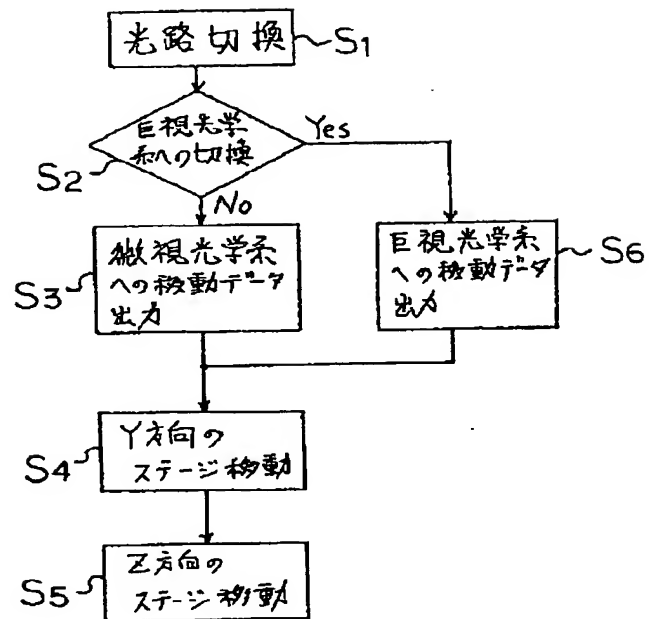 光路切換
S1
巨視光学
系への切換
Yes
S2
No
微視光学系
への移動データ
出力
S3
巨視光学系
への移動データ
出力
S6
Y方向の
ステージ移動
S4
Z方向の
ステージ移動
S5